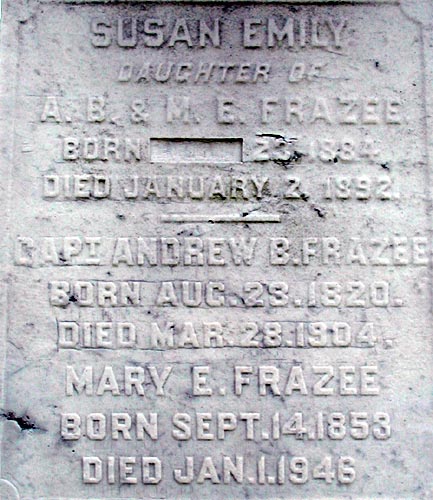 SUSAN EMILY
DAUGHTER OF
A. B. & M. E. FRAZEE
BORN 23, 1884.
DIED JANUARY 2, 1892.
CAPT ANDREW B. FRAZEE
BORN AUG. 28. 1820.
DIED MAR. 28. 1904.
MARY E. FRAZEE
BORN SEPT. 14. 1853
DIED JAN. 1. 1946